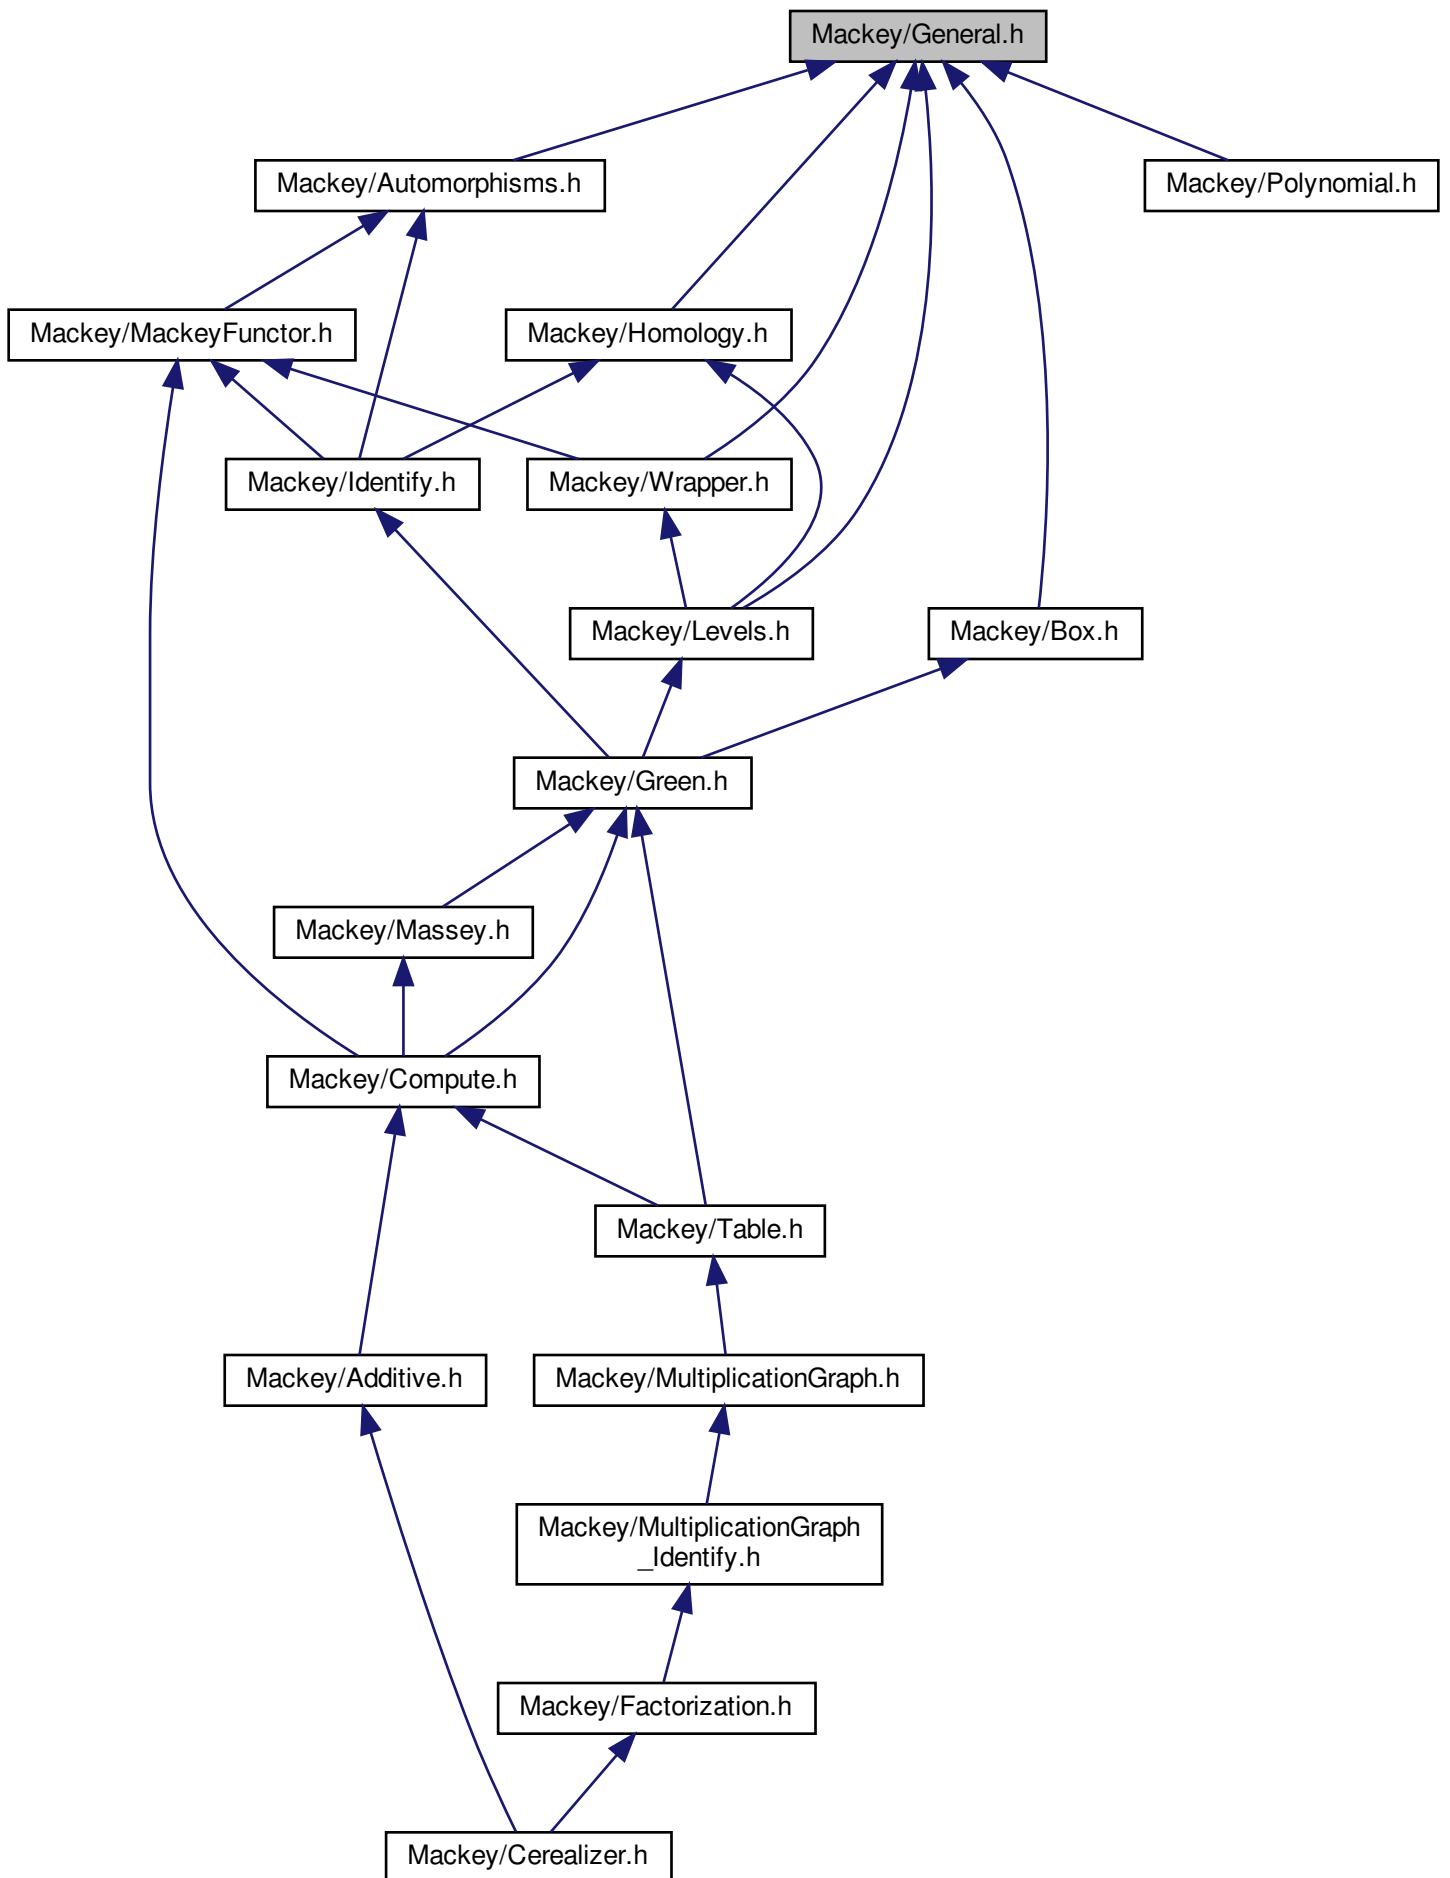 Mackey/General.h
Mackey/Automorphisms.h
Mackey/Polynomial.h
Mackey/MackeyFunctor.h
Mackey/Homology.h
Mackey/Identify.h
Mackey/Wrapper.h
Mackey/Levels.h
Mackey/Box.h
Mackey/Green.h
Mackey/Massey.h
Mackey/Compute.h
Mackey/Table.h
Mackey/Additive.h
Mackey/MultiplicationGraph.h
Mackey/MultiplicationGraph
_Identify.h
Mackey/Factorization.h
Mackey/Cerealizer.h